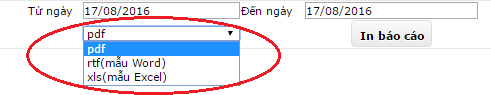 Từ ngày 17/08/2016 Đến ngày 17/08/2016
pdf In báo cáo
pdf
rtf(mẫu Word)
xls(mẫu Excel)